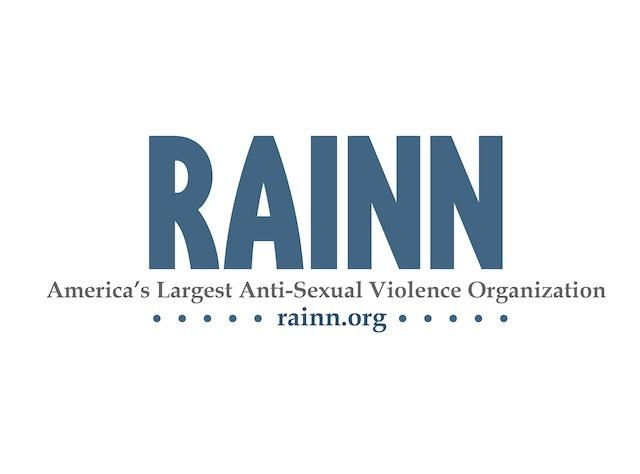 RAINN
America's Largest Anti-Sexual Violence Organization
• • • • • rainn.org • • • • •